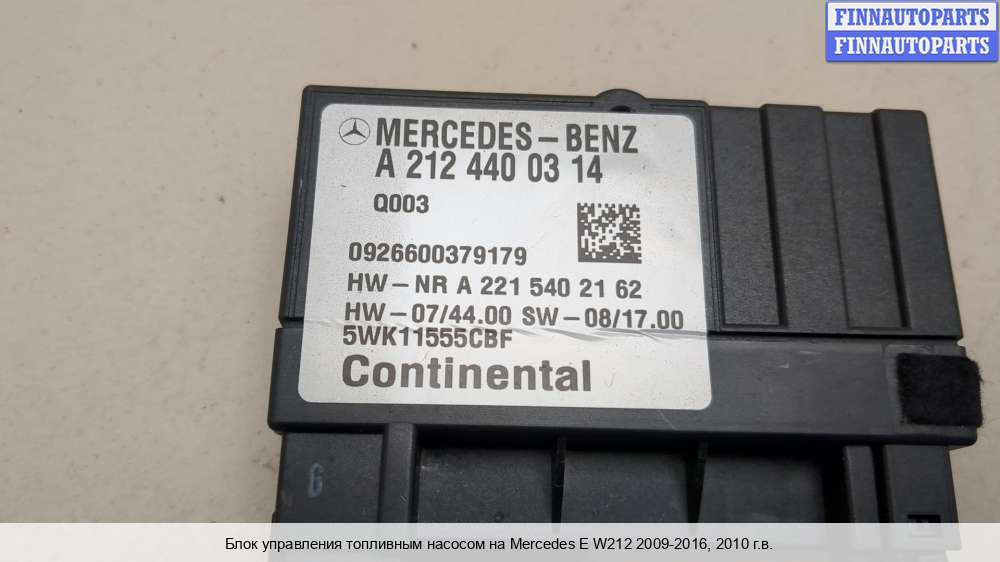 FINNAUTOPARTS
FINNAUTOPARTS
MERCEDES-BENZ
A 212 440 03 14
Q003
0926600379179
HW-NR A 221 540 21 62
HW-07/44.00 SW-08/17.00
5WK11555CBF
Continental
G
Блок управления топливным насосом на Mercedes E W212 2009-2016, 2010 г.в.